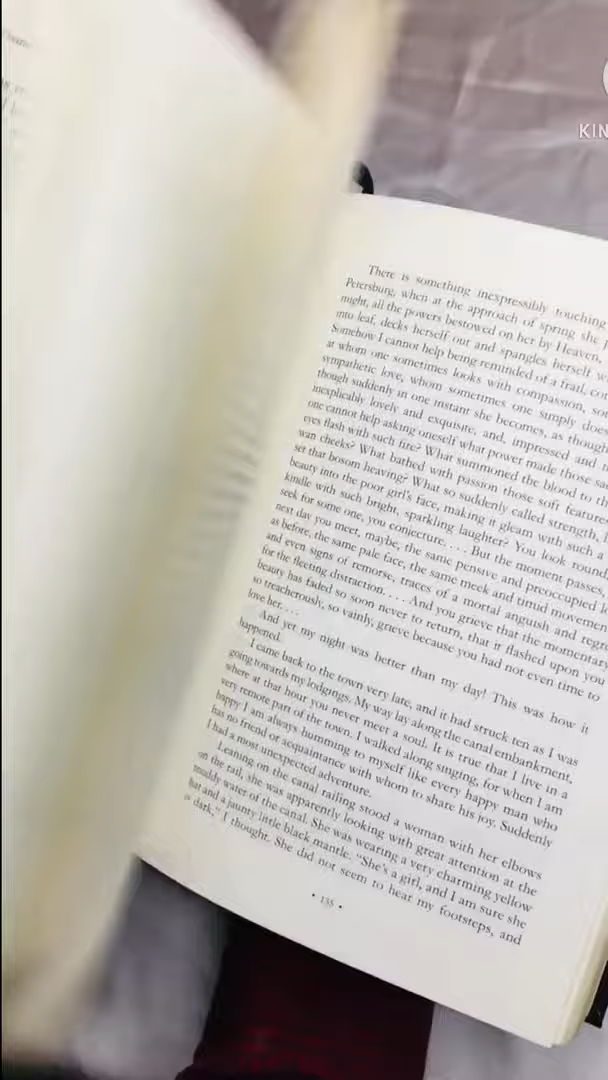 KIN
There is something inexpressibly touching
Petersburg, when at the approach of spring she
might, all the powers bestowed on her by Heaven,
into leaf, decks herself out and spangles herself
Somehow I cannot help being reminded of a frail,
at whom one sometimes looks with compassion,
sympathetic love, whom sometimes one simply
though suddenly in one instant she becomes, as though
inexplicably lovely and exquisite, and, impressed and
one cannot help asking oneself what power made those
eyes flash with such fire? What summoned the blood to
wan cheeks? What bathed with passion those soft
set that bosom heaving? What so suddenly called strength,
beauty into the poor girl's face, making it gleam with such a
kindle with such bright, sparkling laughter? You look round,
seek for some one, you conjecture. . . . But the moment passes,
next day you meet, maybe, the same pensive and preoccupied
as before, the same pale face, the same meek and timid
and even signs of remorse, traces of a mortal anguish and
for the fleeting distraction. . . . And you grieve that the momentary
beauty has faded so soon never to return, that it flashed upon you
so treacherously, so vainly, grieve because you had not even time to
love her. . . .
And yet my night was better than my day! This was how it
happened.
I came back to the town very late, and it had struck ten as I was
going towards my lodgings. My way lay along the canal embankment,
where at that hour you never meet a soul. It is true that I live in a
very remote part of the town. I walked along singing, for when I am
happy I am always humming to myself like every happy man who
has no friend or acquaintance with whom to share his joy. Suddenly
I had a most unexpected adventure.
Leaning on the canal railing stood a woman with her elbows
on the rail, she was apparently looking with great attention at the
muddy water of the canal. She was wearing a very charming yellow
hat and a jaunty little black mantle. "She's a girl, and I am sure she
is dark," I thought. She did not seem to hear my footsteps, and
• 135 •